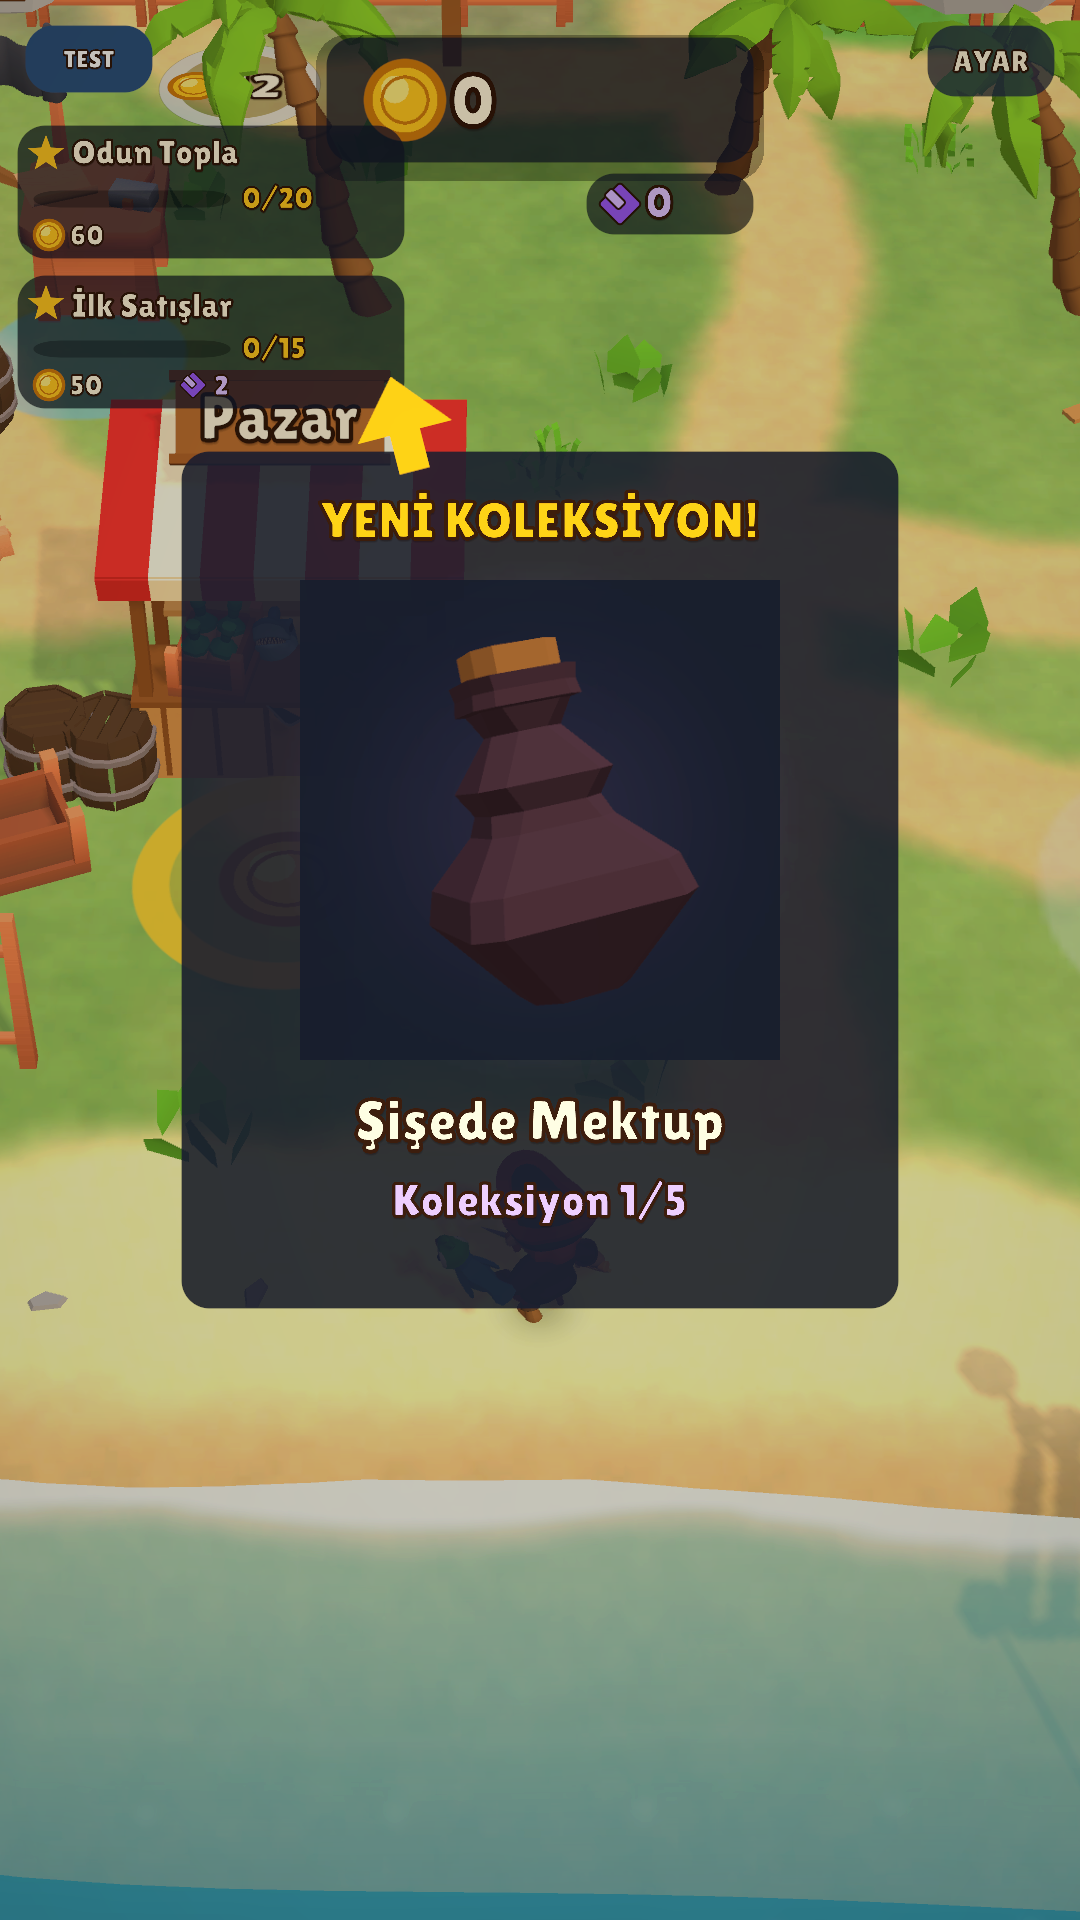 TEST
2
0
AYAR
Odun Topla
0/20
60
0
İlk Satışlar
0/15
50
2
Pazar
YENİ KOLEKSİYON!
Şişede Mektup
Koleksiyon 1/5